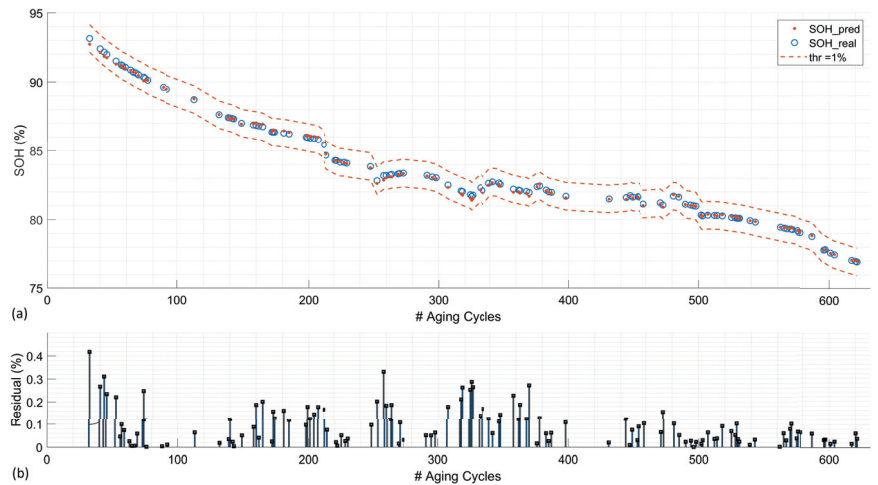 95
90
85
80
75
SOH (%)
SOH_pred
SOH_real
thr =1%
0 100 200 300 400 500 600
# Aging Cycles
(a)
0.4
0.3
0.2
0.1
0
Residual (%)
0 100 200 300 400 500 600
# Aging Cycles
(b)